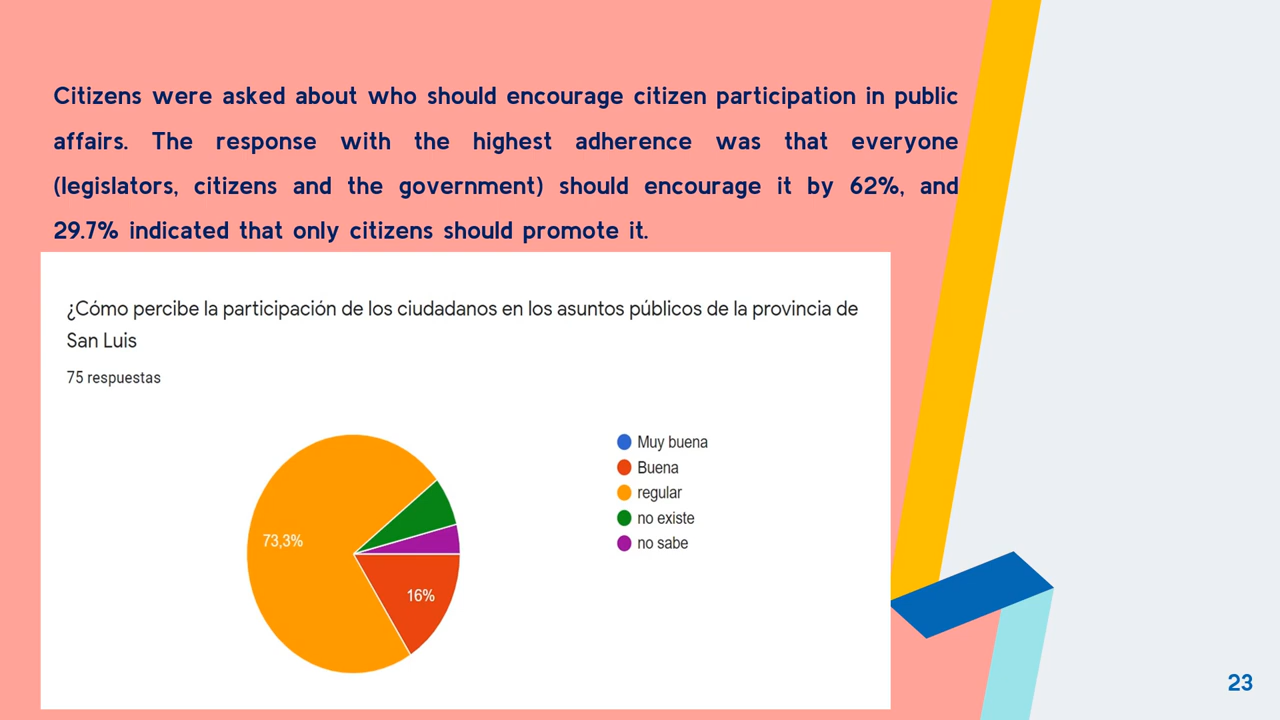 Citizens were asked about who should encourage citizen participation in public
affairs. The response with the highest adherence was that everyone
(legislators, citizens and the government) should encourage it by 62%, and
29.7% indicated that only citizens should promote it.
¿Cómo percibe la participación de los ciudadanos en los asuntos públicos de la provincia de
San Luis
75 respuestas
Muy buena
Buena
regular
no existe
no sabe
73,3%
16%
23